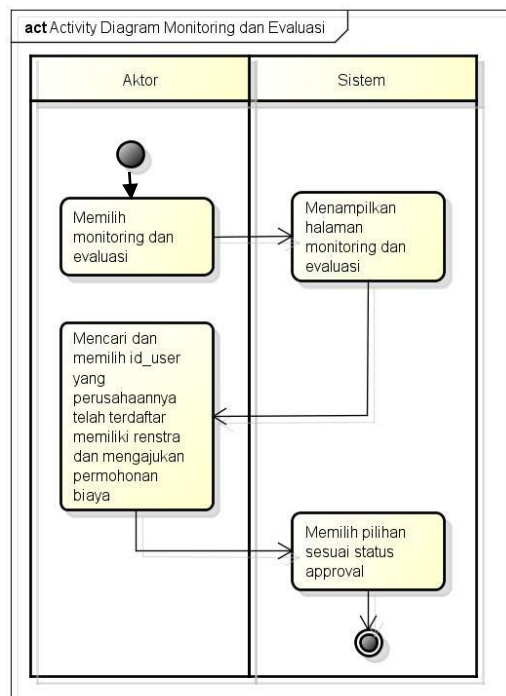 act Activity Diagram Monitoring dan Evaluasi
Aktor
Sistem
Memilih
monitoring dan
evaluasi
Menampilkan
halaman
monitoring dan
evaluasi
Mencari dan
memilih id_user
yang
perusahaannya
telah terdaftar
memiliki renstra
dan mengajukan
permohonan
biaya
Memilih pilihan
sesuai status
approval